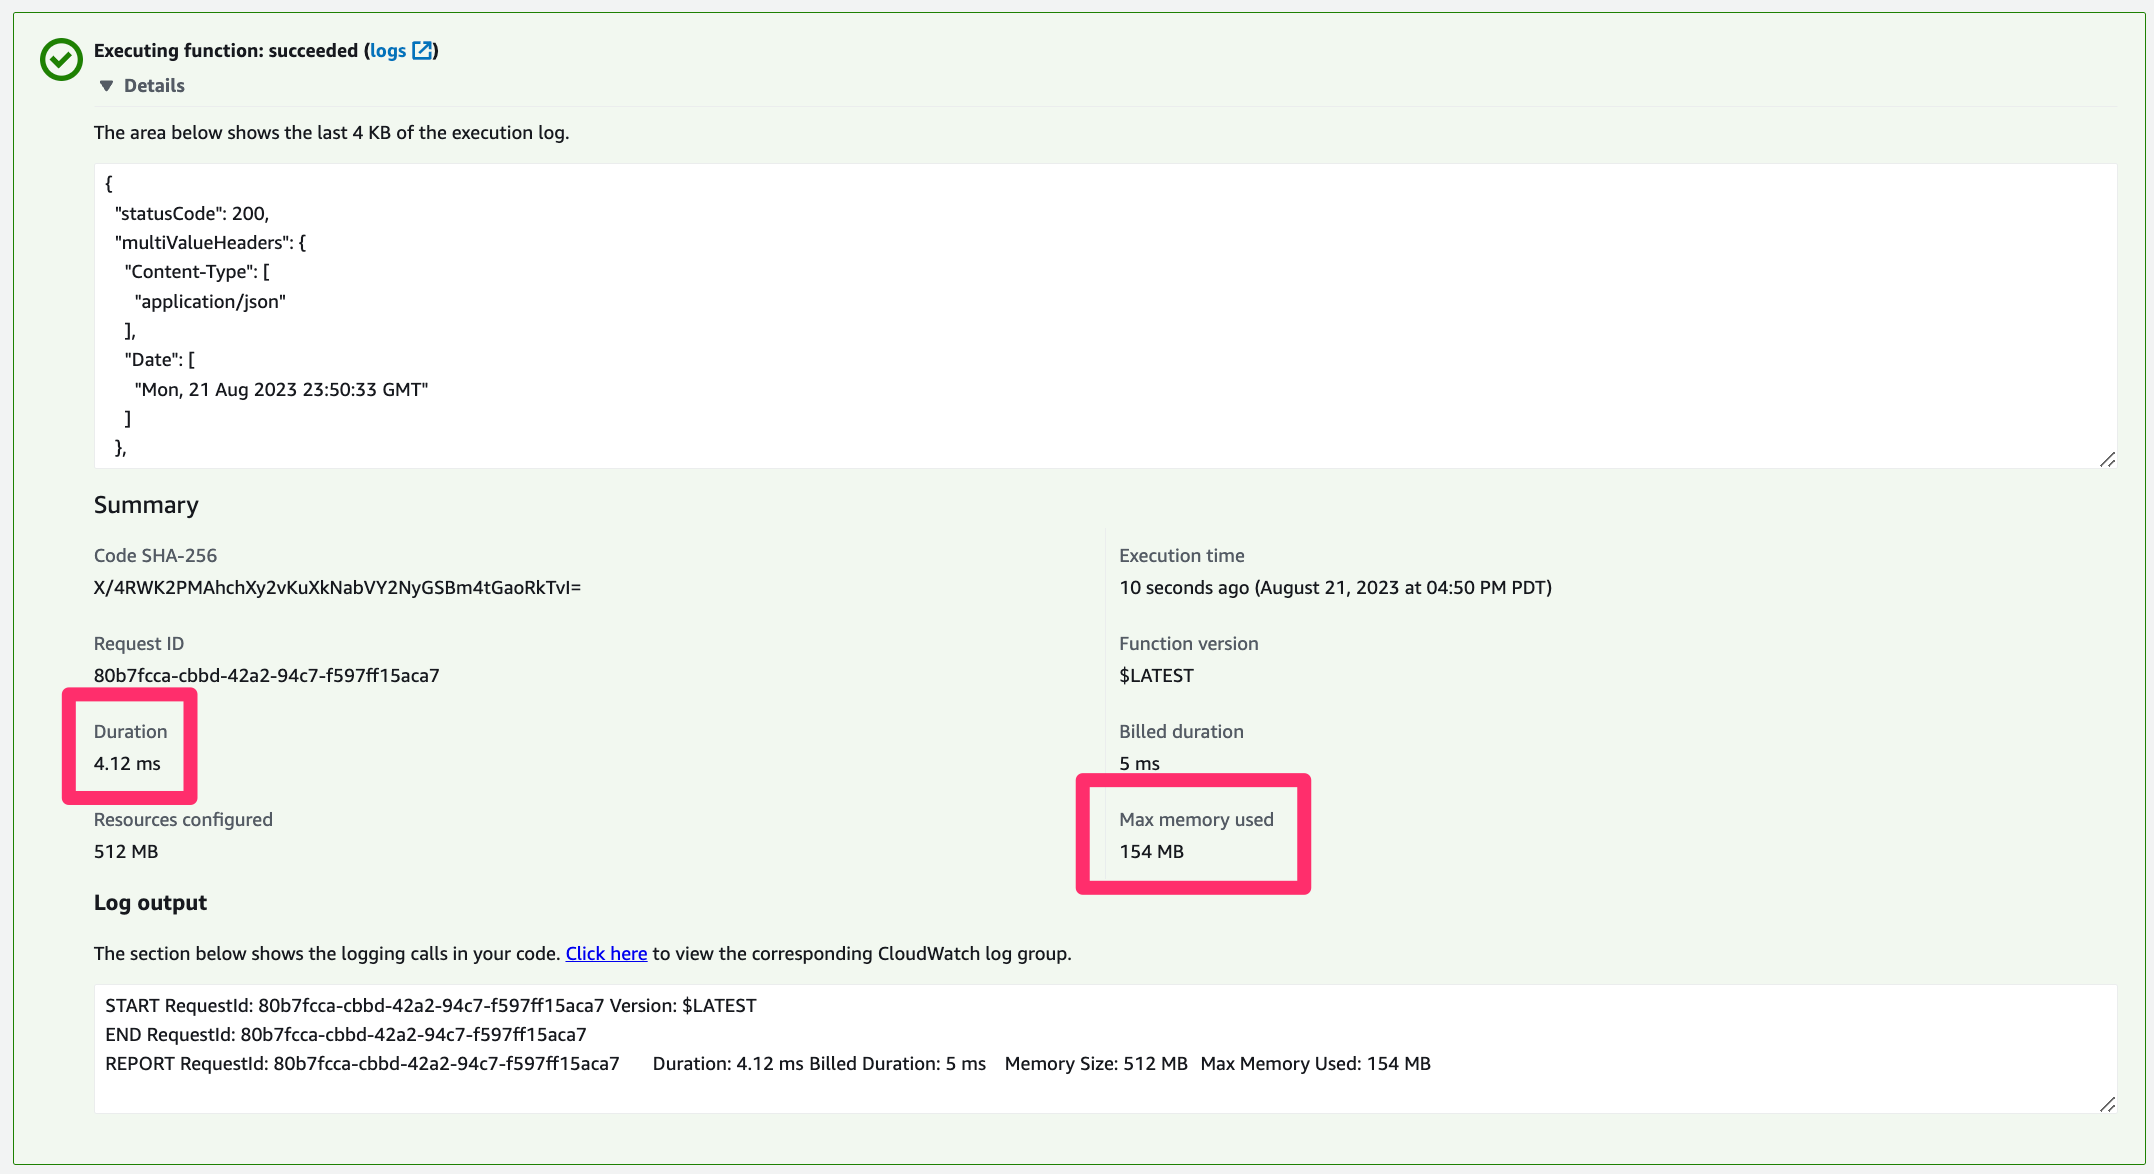 Executing function: succeeded (logs)
Details
The area below shows the last 4 KB of the execution log.
{
"statusCode": 200,
"multiValueHeaders": {
"Content-Type": [
"application/json"
],
"Date": [
"Mon, 21 Aug 2023 23:50:33 GMT"
]
},
Summary
Code SHA-256
X/4RWK2PMAhchXy2vKuXkNabVY2NyGSBm4tGaoRkTvI=
Execution time
10 seconds ago (August 21, 2023 at 04:50 PM PDT)
Request ID
80b7fcca-cbbd-42a2-94c7-f597ff15aca7
Function version
$LATEST
Duration
4.12 ms
Billed duration
5 ms
Resources configured
512 MB
Max memory used
154 MB
Log output
The section below shows the logging calls in your code. Click here to view the corresponding CloudWatch log group.
START RequestId: 80b7fcca-cbbd-42a2-94c7-f597ff15aca7 Version: $LATEST
END RequestId: 80b7fcca-cbbd-42a2-94c7-f597ff15aca7
REPORT RequestId: 80b7fcca-cbbd-42a2-94c7-f597ff15aca7 Duration: 4.12 ms Billed Duration: 5 ms Memory Size: 512 MB Max Memory Used: 154 MB